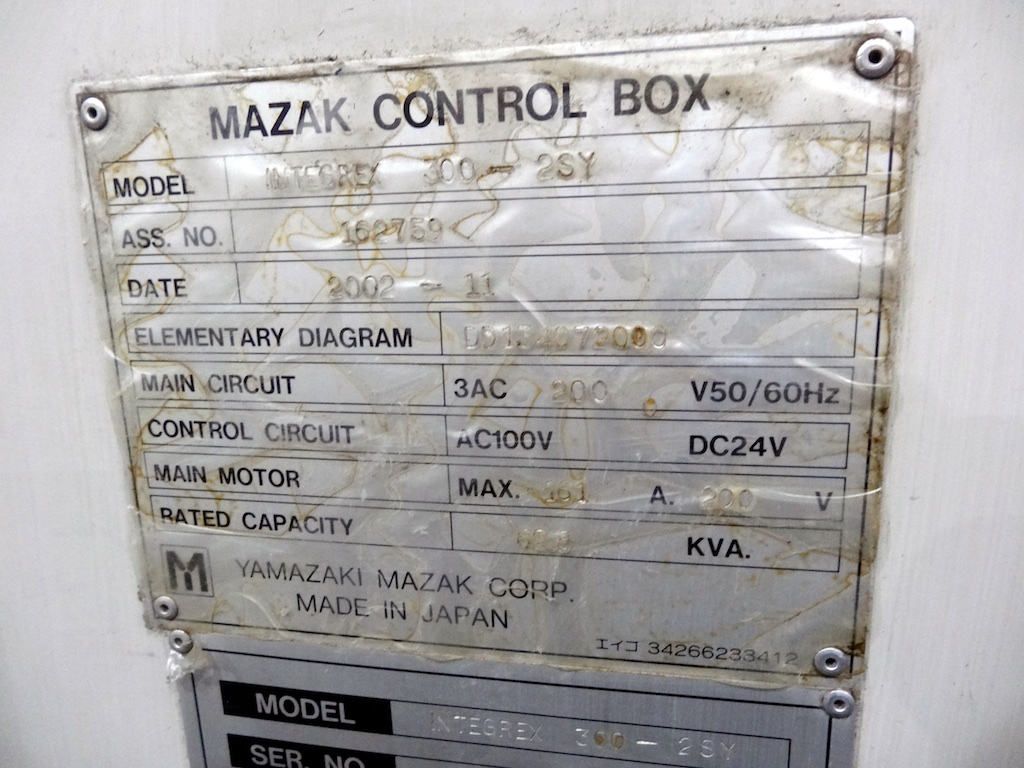 MAZAK CONTROL BOX
MODEL INTEGREX 300 - 2SY
ASS. NO. 162759
DATE 2002 - 11
ELEMENTARY DIAGRAM
MAIN CIRCUIT 3AC 200 V50/60Hz
CONTROL CIRCUIT AC100V DC24V
MAIN MOTOR MAX. A. 200 V
RATED CAPACITY KVA.
M YAMAZAKI MAZAK CORP.
MADE IN JAPAN
エイコ 34266233412
MODEL INTEGREX 300 - 2SY
SER. NO.